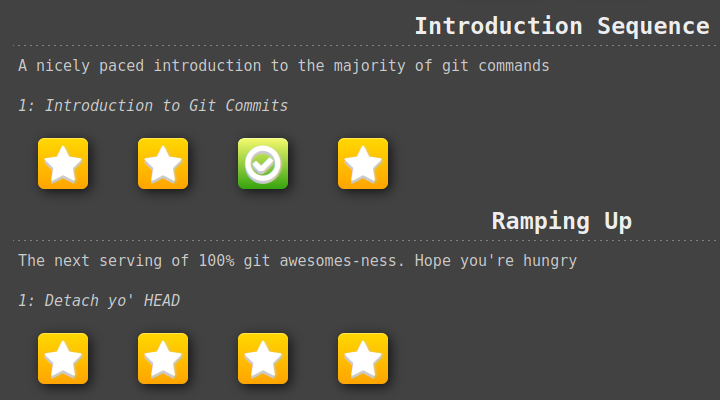 Introduction Sequence
A nicely paced introduction to the majority of git commands
1: Introduction to Git Commits
Ramping Up
The next serving of 100% git awesomes-ness. Hope you're hungry
1: Detach yo' HEAD